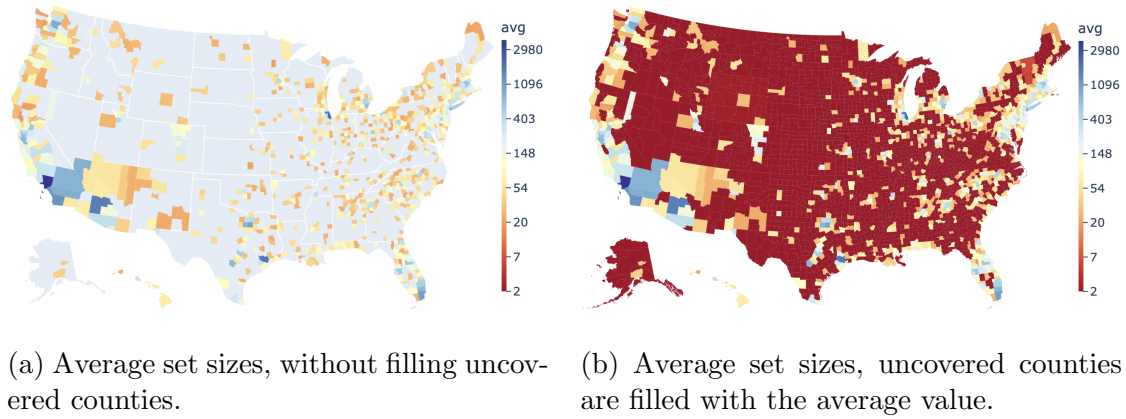 avg
2980
1096
403
148
54
20
7
2
avg
2980
1096
403
148
54
20
7
2
(a) Average set sizes, without filling uncov-
ered counties.
(b) Average set sizes, uncovered counties
are filled with the average value.